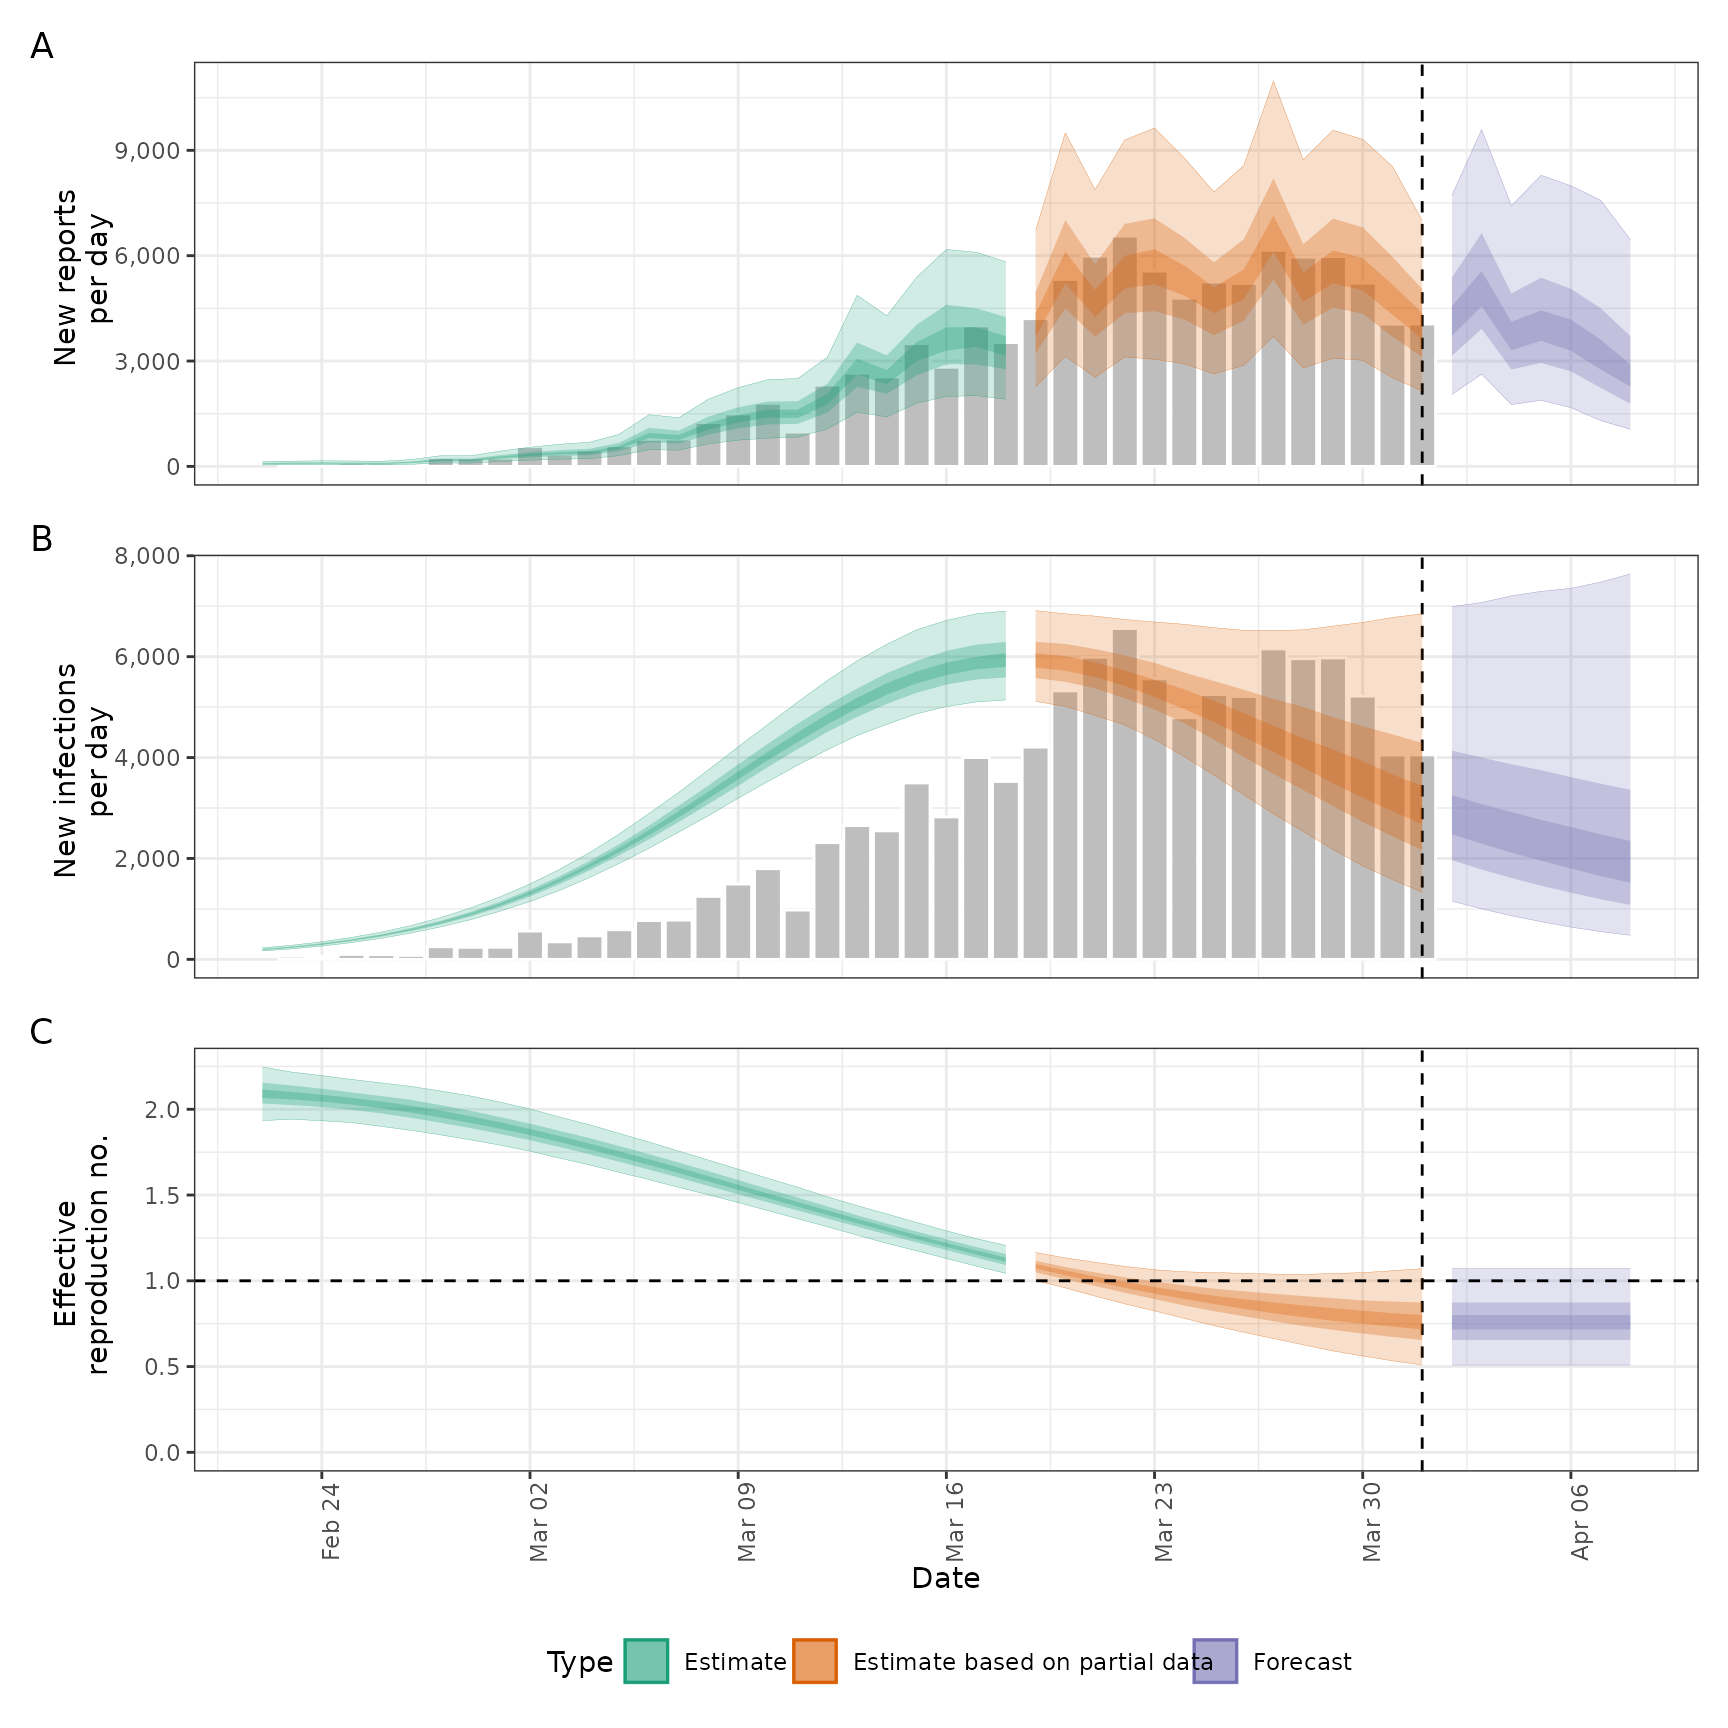 A
New reports
per day
9,000
6,000
3,000
0
B
New infections
per day
8,000
6,000
4,000
2,000
0
C
Effective
reproduction no.
2.0
1.5
1.0
0.5
0.0
Feb 24
Mar 02
Mar 09
Mar 16
Mar 23
Mar 30
Apr 06
Date
Type Estimate Estimate based on partial data Forecast